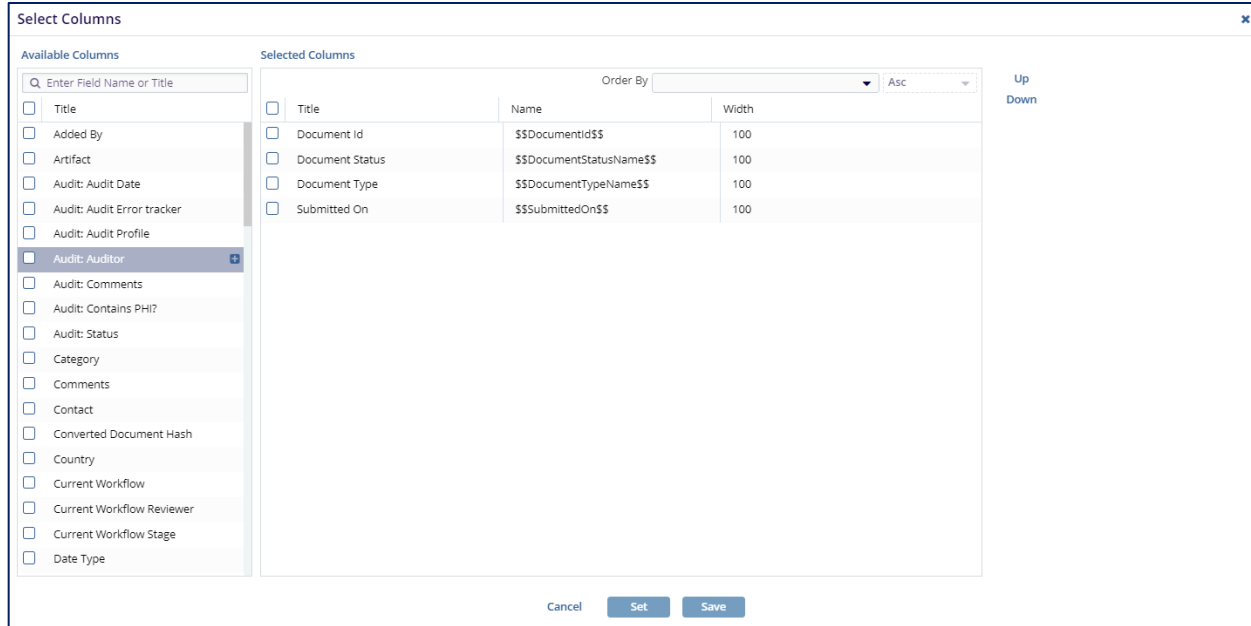 Select Columns
Available Columns
Selected Columns
Enter Field Name or Title
Order By
Asc
Up
Down
Title
Title Name Width
Added By
Document Id $$DocumentId$$ 100
Artifact
Document Status $$DocumentStatusName$$ 100
Audit: Audit Date
Document Type $$DocumentTypeName$$ 100
Audit: Audit Error tracker
Submitted On $$SubmittedOn$$ 100
Audit: Audit Profile
Audit: Auditor
Audit: Comments
Audit: Contains PHI?
Audit: Status
Category
Comments
Contact
Converted Document Hash
Country
Current Workflow
Current Workflow Reviewer
Current Workflow Stage
Date Type
Cancel
Set
Save